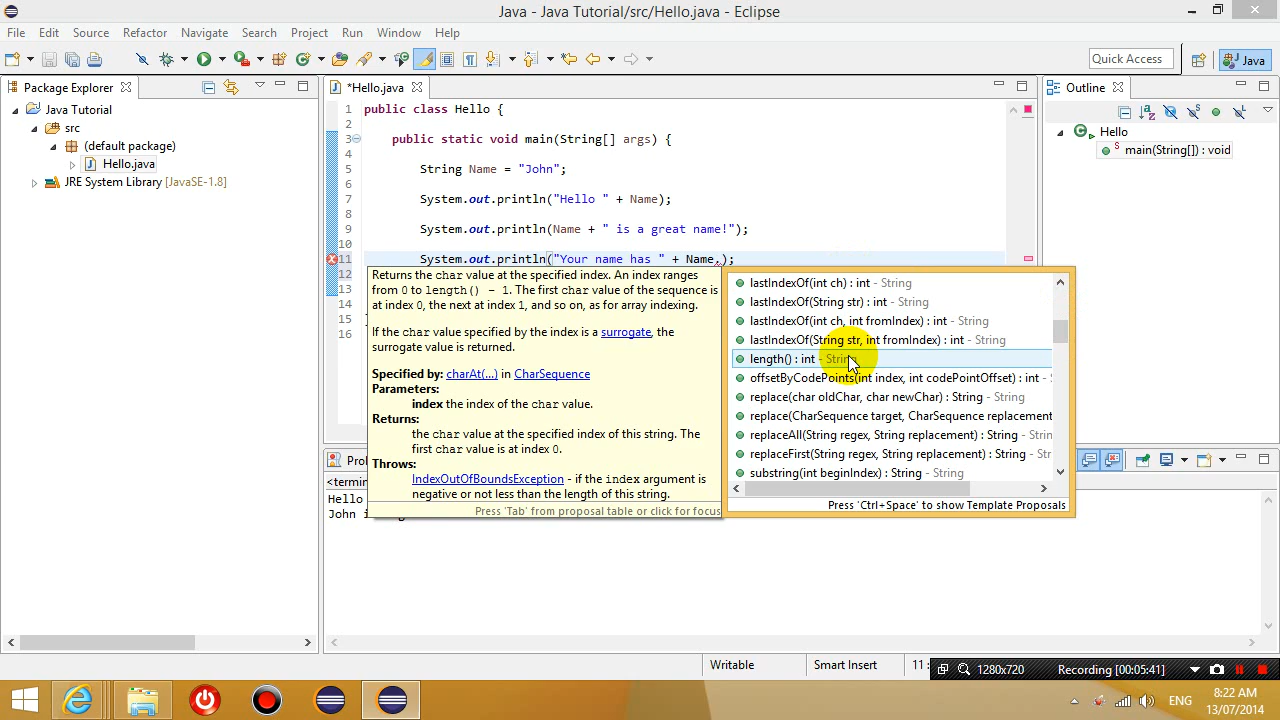 Java - Java Tutorial/src/Hello.java - Eclipse
File Edit Source Refactor Navigate Search Project Run Window Help
Quick Access
Java
Package Explorer
*Hello.java
Outline
Java Tutorial
src
(default package)
Hello.java
JRE System Library [JavaSE-1.8]
1 public class Hello {
2
3 public static void main(String[] args) {
4
5 String Name = "John";
6
7 System.out.println("Hello " + Name);
8
9 System.out.println(Name + " is a great name!");
10
11 System.out.println("Your name has " + Name.);
12
13
14
15
16
Hello
main(String[]) : void
Returns the char value at the specified index. An index ranges
from 0 to length() - 1. The first char value of the sequence is
at index 0, the next at index 1, and so on, as for array indexing.
If the char value specified by the index is a surrogate, the
surrogate value is returned.
Specified by: charAt(...) in CharSequence
Parameters:
index the index of the char value.
Returns:
the char value at the specified index of this string. The
first char value is at index 0.
Throws:
IndexOutOfBoundsException - if the index argument is
negative or not less than the length of this string.
Press 'Tab' from proposal table or click for focus
lastIndexOf(int ch) : int - String
lastIndexOf(String str) : int - String
lastIndexOf(int ch, int fromIndex) : int - String
lastIndexOf(String str, int fromIndex) : int - String
length() : int - String
offsetByCodePoints(int index, int codePointOffset) : int -
replace(char oldChar, char newChar) : String - String
replace(CharSequence target, CharSequence replacement
replaceAll(String regex, String replacement) : String - Strin
replaceFirst(String regex, String replacement) : String - Str
substring(int beginIndex) : String - String
Press 'Ctrl+Space' to show Template Proposals
Prob
<termin
Hello
John i
Writable
Smart Insert
11 :
1280x720
Recording [00:05:41]
ENG
8:22 AM
13/07/2014